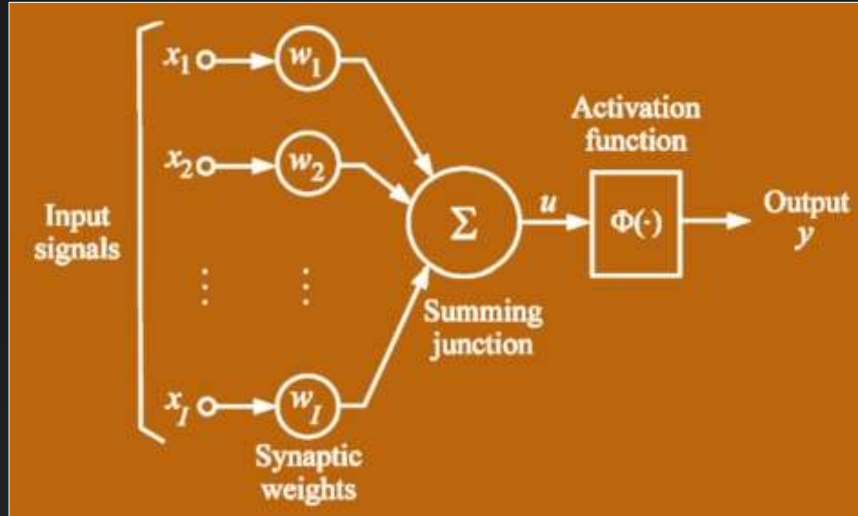 x1
w1
Activation
function
x2
w2
Input
signals
Σ
u
Φ(·)
Output
y
⋮
⋮
Summing
junction
xI
wI
Synaptic
weights